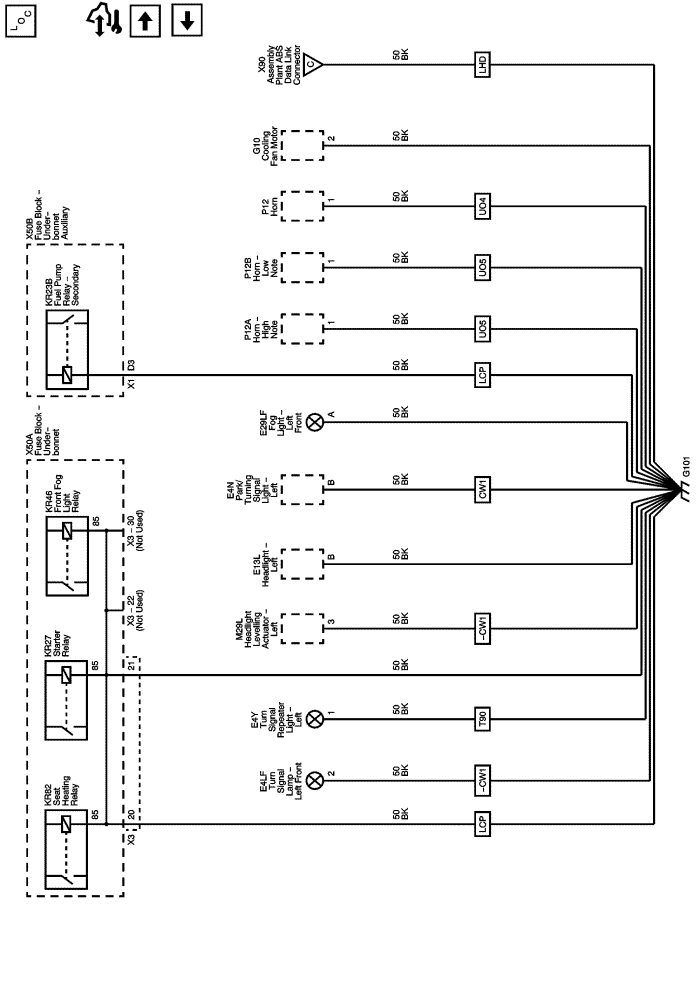 LOC
X90
Assembly
Plant ABS
Data Link
Connector
C
50
BK
LHD
G10
Cooling
Fan Motor
2
50
BK
P12
Horn
1
50
BK
UO4
P12B
Horn –
Low
Note
1
50
BK
UO5
P12A
Horn –
High
Note
1
50
BK
UO5
X50B
Fuse Block –
Under–
bonnet
Auxiliary
KR23B
Fuel Pump
Relay –
Secondary
D3
X1
50
BK
LCP
E29LF
Fog
Light –
Left
Front
A
50
BK
E4N
Park/
Turning
Signal
Light –
Left
B
50
BK
CW1
G101
E13L
Headlight –
Left
B
50
BK
M29L
Headlight
Levelling
Actuator –
Left
3
50
BK
–CW1
X50A
Fuse Block –
Under–
bonnet
KR46
Front Fog
Light
Relay
85
X3 – 30
(Not Used)
X3 – 22
(Not Used)
KR27
Starter
Relay
85
21
50
BK
E4Y
Turn
Signal
Repeater
Light –
Left
1
50
BK
T90
E4LF
Turn
Signal
Lamp –
Left Front
2
50
BK
–CW1
KR82
Seat
Heating
Relay
85
20
X3
50
BK
LCP